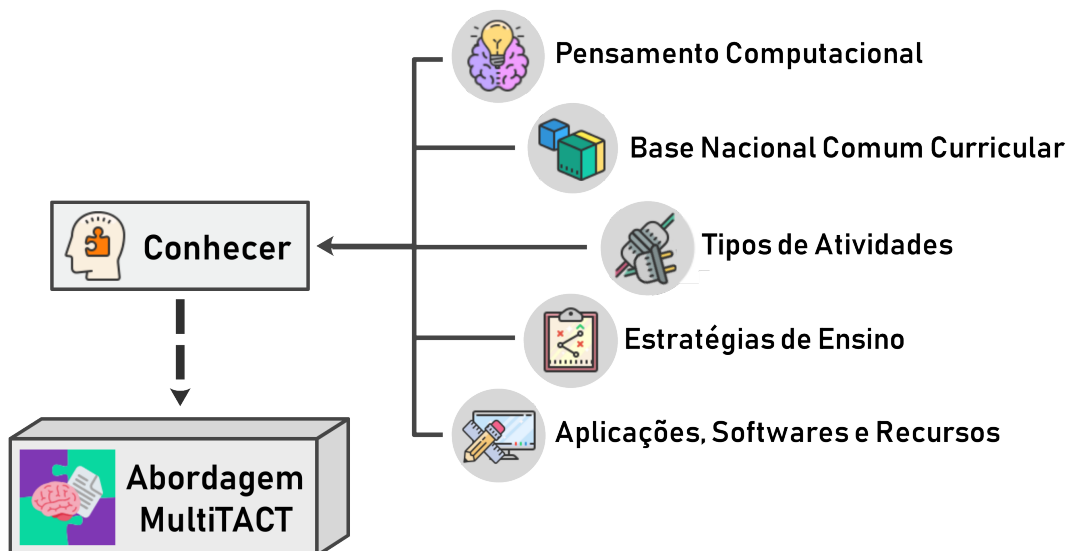 Pensamento Computacional
Base Nacional Comum Curricular
Conhecer
Tipos de Atividades
Estratégias de Ensino
Aplicações, Softwares e Recursos
Abordagem
MultiTACT